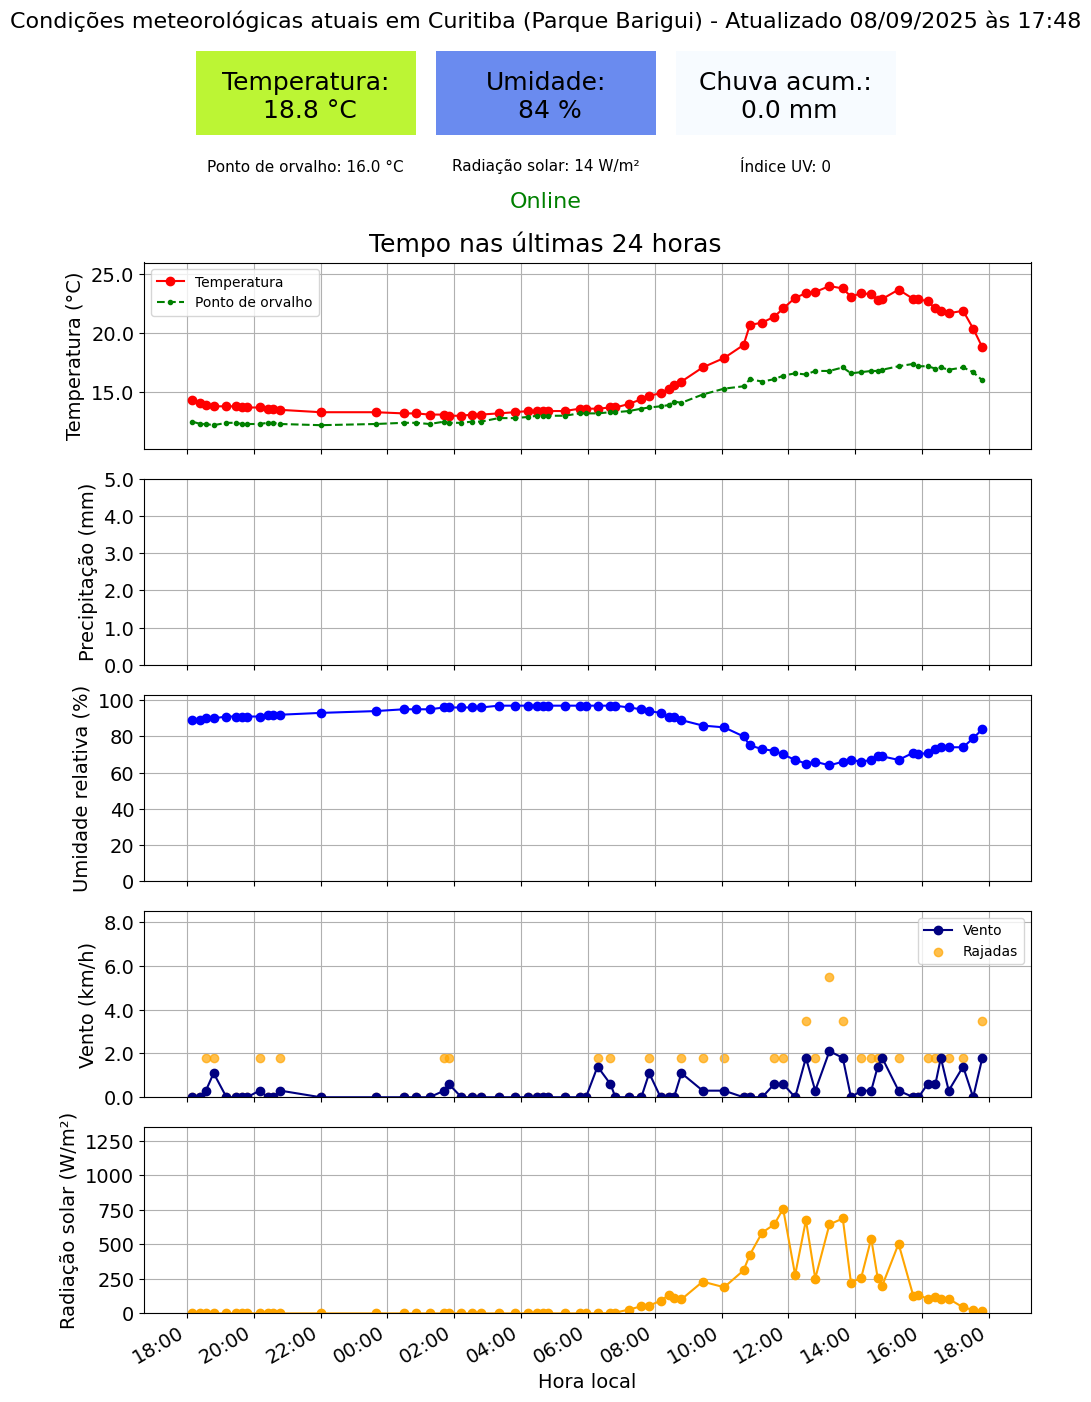 Condições meteorológicas atuais em Curitiba (Parque Barigui) - Atualizado 08/09/2025 às 17:48
Temperatura:
18.8 °C
Umidade:
84 %
Chuva acum.:
0.0 mm
Ponto de orvalho: 16.0 °C
Radiação solar: 14 W/m²
Índice UV: 0
Online
Tempo nas últimas 24 horas
Temperatura (°C)
25.0
20.0
15.0
Temperatura
Ponto de orvalho
Precipitação (mm)
5.0
4.0
3.0
2.0
1.0
0.0
Umidade relativa (%)
100
80
60
40
20
0
Vento (km/h)
8.0
6.0
4.0
2.0
0.0
Vento
Rajadas
Radiação solar (W/m²)
1250
1000
750
500
250
0
18:00
20:00
22:00
00:00
02:00
04:00
06:00
08:00
10:00
12:00
14:00
16:00
18:00
Hora local